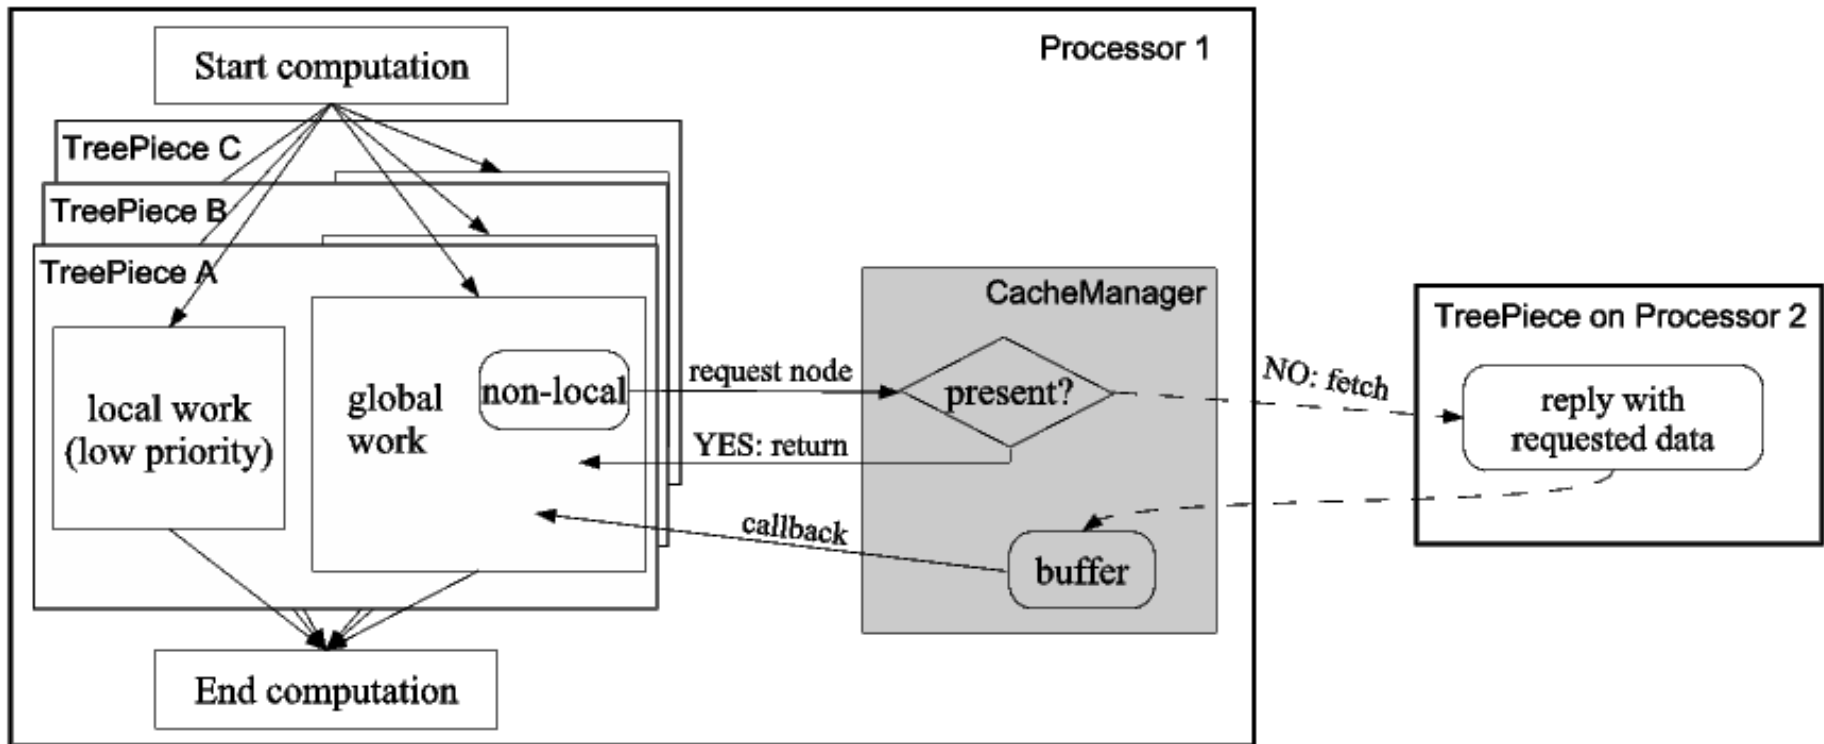 Processor 1
Start computation
TreePiece C
TreePiece B
TreePiece A
local work
(low priority)
global
work
non-local
request node
YES: return
callback
CacheManager
present?
buffer
NO: fetch
TreePiece on Processor 2
reply with
requested data
End computation